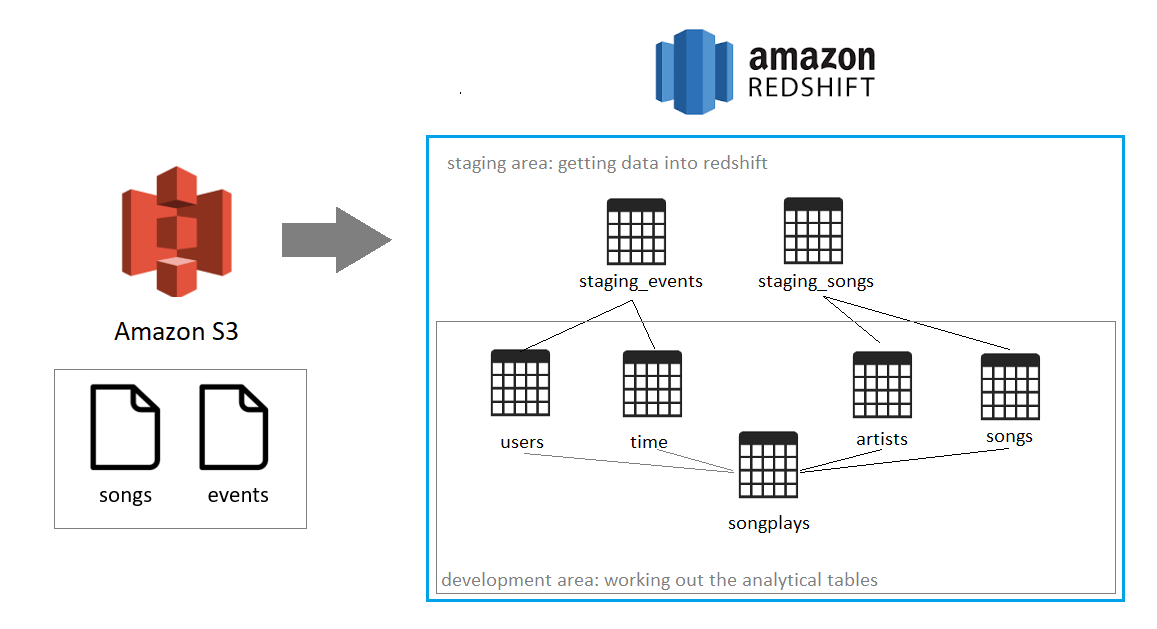 amazon
REDSHIFT
staging area: getting data into redshift
staging_events
staging_songs
Amazon S3
users
time
artists
songs
songs
events
songplays
development area: working out the analytical tables